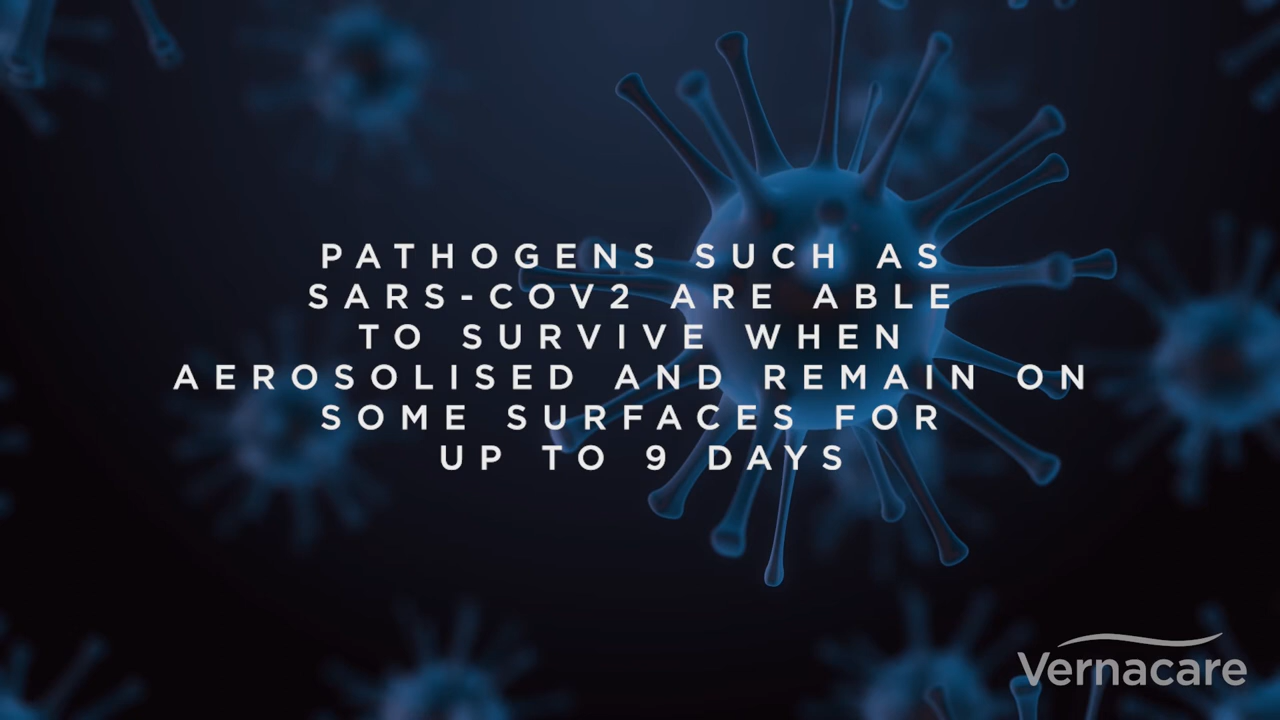 PATHOGENS SUCH AS
SARS-COV2 ARE ABLE
TO SURVIVE WHEN
AEROSOLISED AND REMAIN ON
SOME SURFACES FOR
UP TO 9 DAYS
Vernacare